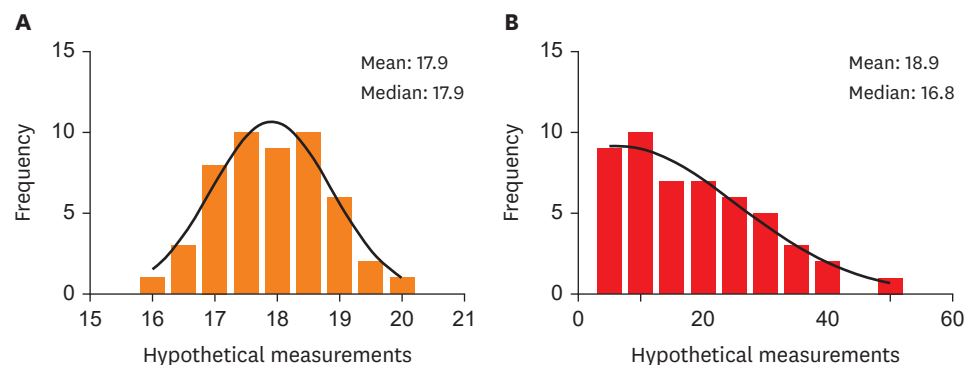 A
Mean: 17.9
Median: 17.9
Frequency
15
10
5
0
15 16 17 18 19 20 21
Hypothetical measurements
B
Mean: 18.9
Median: 16.8
Frequency
15
10
5
0
0 20 40 60
Hypothetical measurements